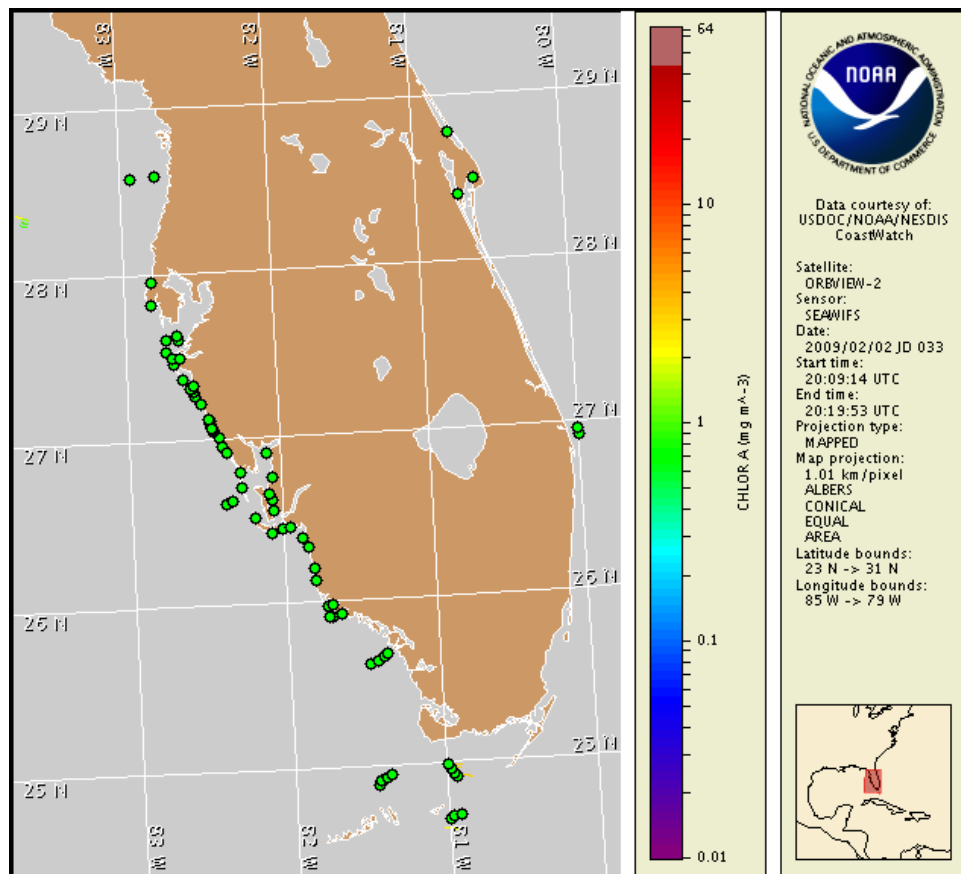 83 W
82 W
81 W
80 W
29 N
29 N
28 N
28 N
27 N
27 N
26 N
26 N
25 N
25 N
83 W
82 W
81 W
64
10
1
0.1
0.01
CHLOR A (mg m^-3)
NATIONAL OCEANIC AND ATMOSPHERIC ADMINISTRATION
NOAA
U.S. DEPARTMENT OF COMMERCE
Data courtesy of:
USDOC/NOAA/NESDIS
CoastWatch
Satellite:
ORBVIEW-2
Sensor:
SEAWIFS
Date:
2009/02/02 JD 033
Start time:
20:09:14 UTC
End time:
20:19:53 UTC
Projection type:
MAPPED
Map projection:
1.01 km/pixel
ALBERS
CONICAL
EQUAL
AREA
Latitude bounds:
23 N -> 31 N
Longitude bounds:
85 W -> 79 W